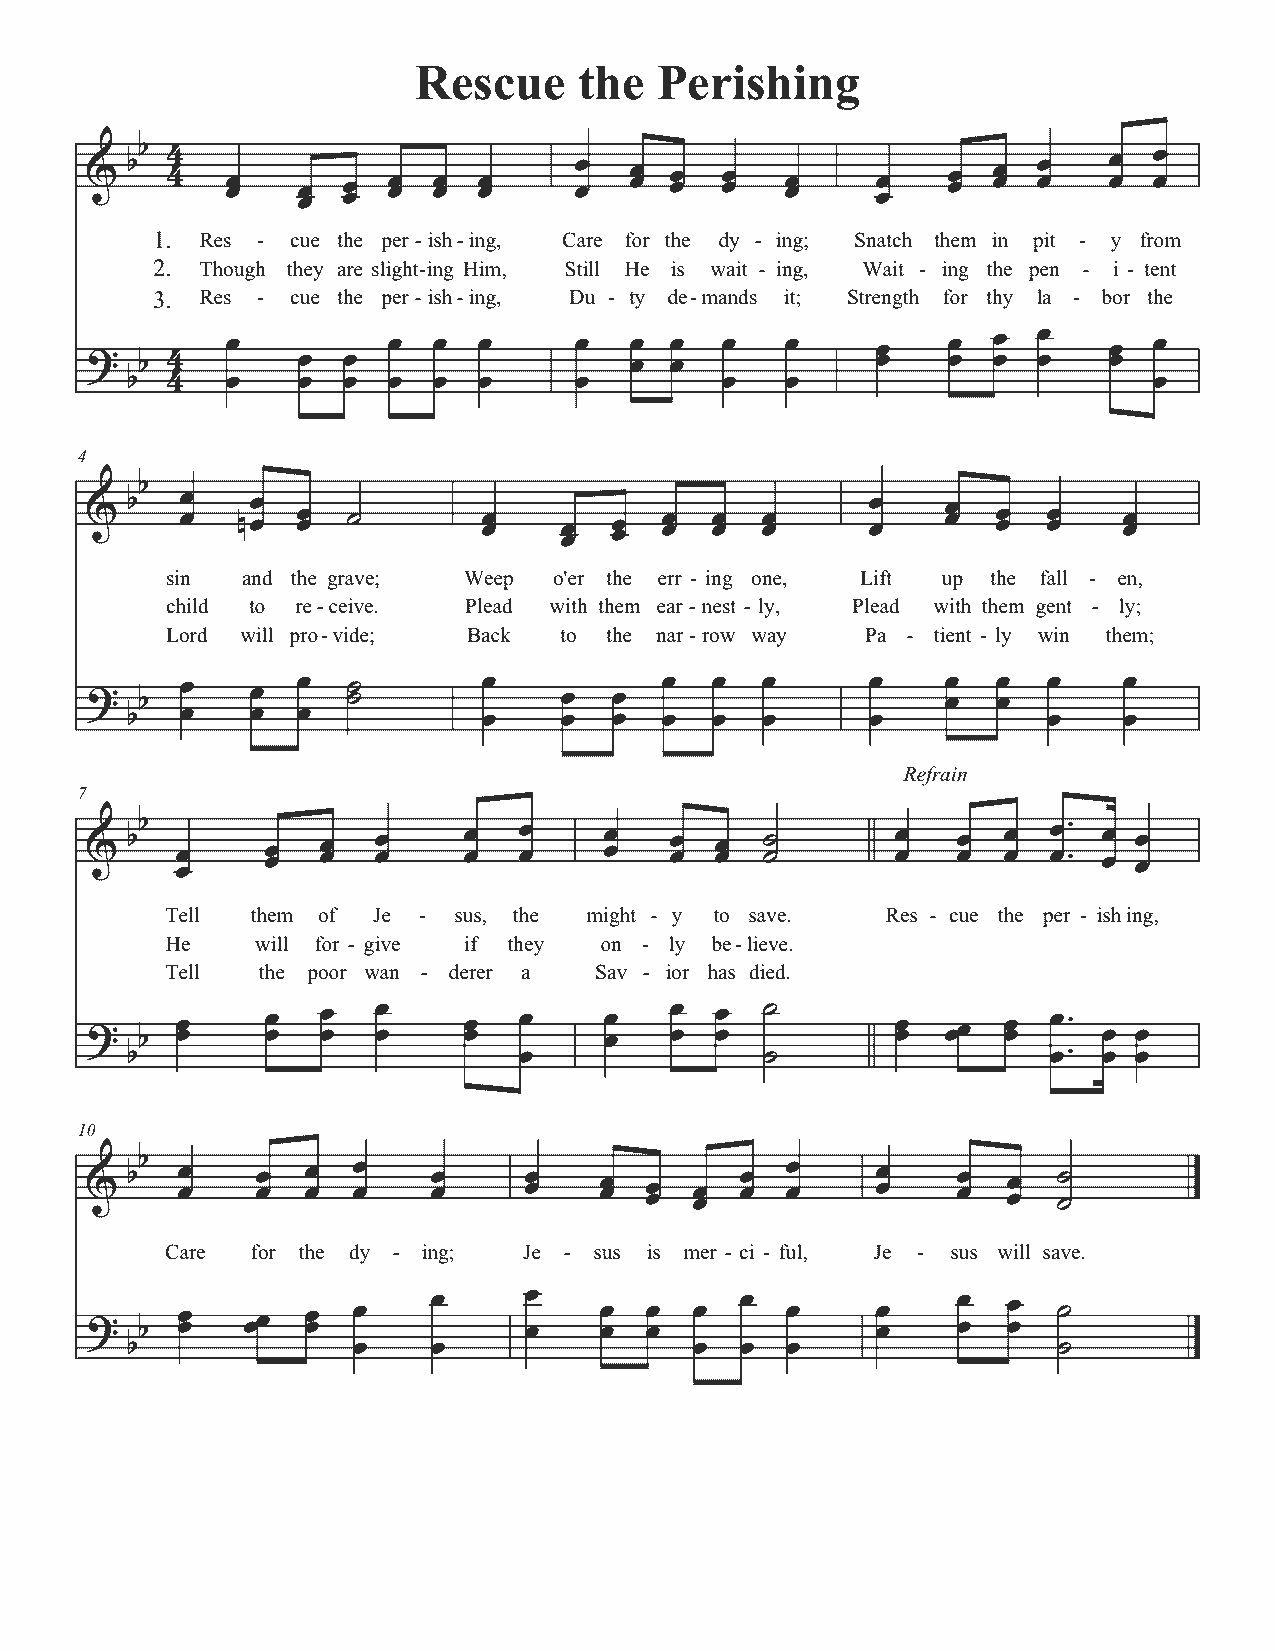 Rescue the Perishing
1. Res - cue the per - ish - ing, Care for the dy - ing; Snatch them in pit - y from
2. Though they are slight-ing Him, Still He is wait - ing, Wait - ing the pen - i - tent
3. Res - cue the per - ish - ing, Du - ty de - mands it; Strength for thy la - bor the
4
sin and the grave; Weep o'er the err - ing one, Lift up the fall - en,
child to re - ceive. Plead with them ear - nest - ly, Plead with them gent - ly;
Lord will pro - vide; Back to the nar - row way Pa - tient - ly win them;
Refrain
7
Tell them of Je - sus, the might - y to save. Res - cue the per - ish ing,
He will for - give if they on - ly be - lieve.
Tell the poor wan - derer a Sav - ior has died.
10
Care for the dy - ing; Je - sus is mer - ci - ful, Je - sus will save.